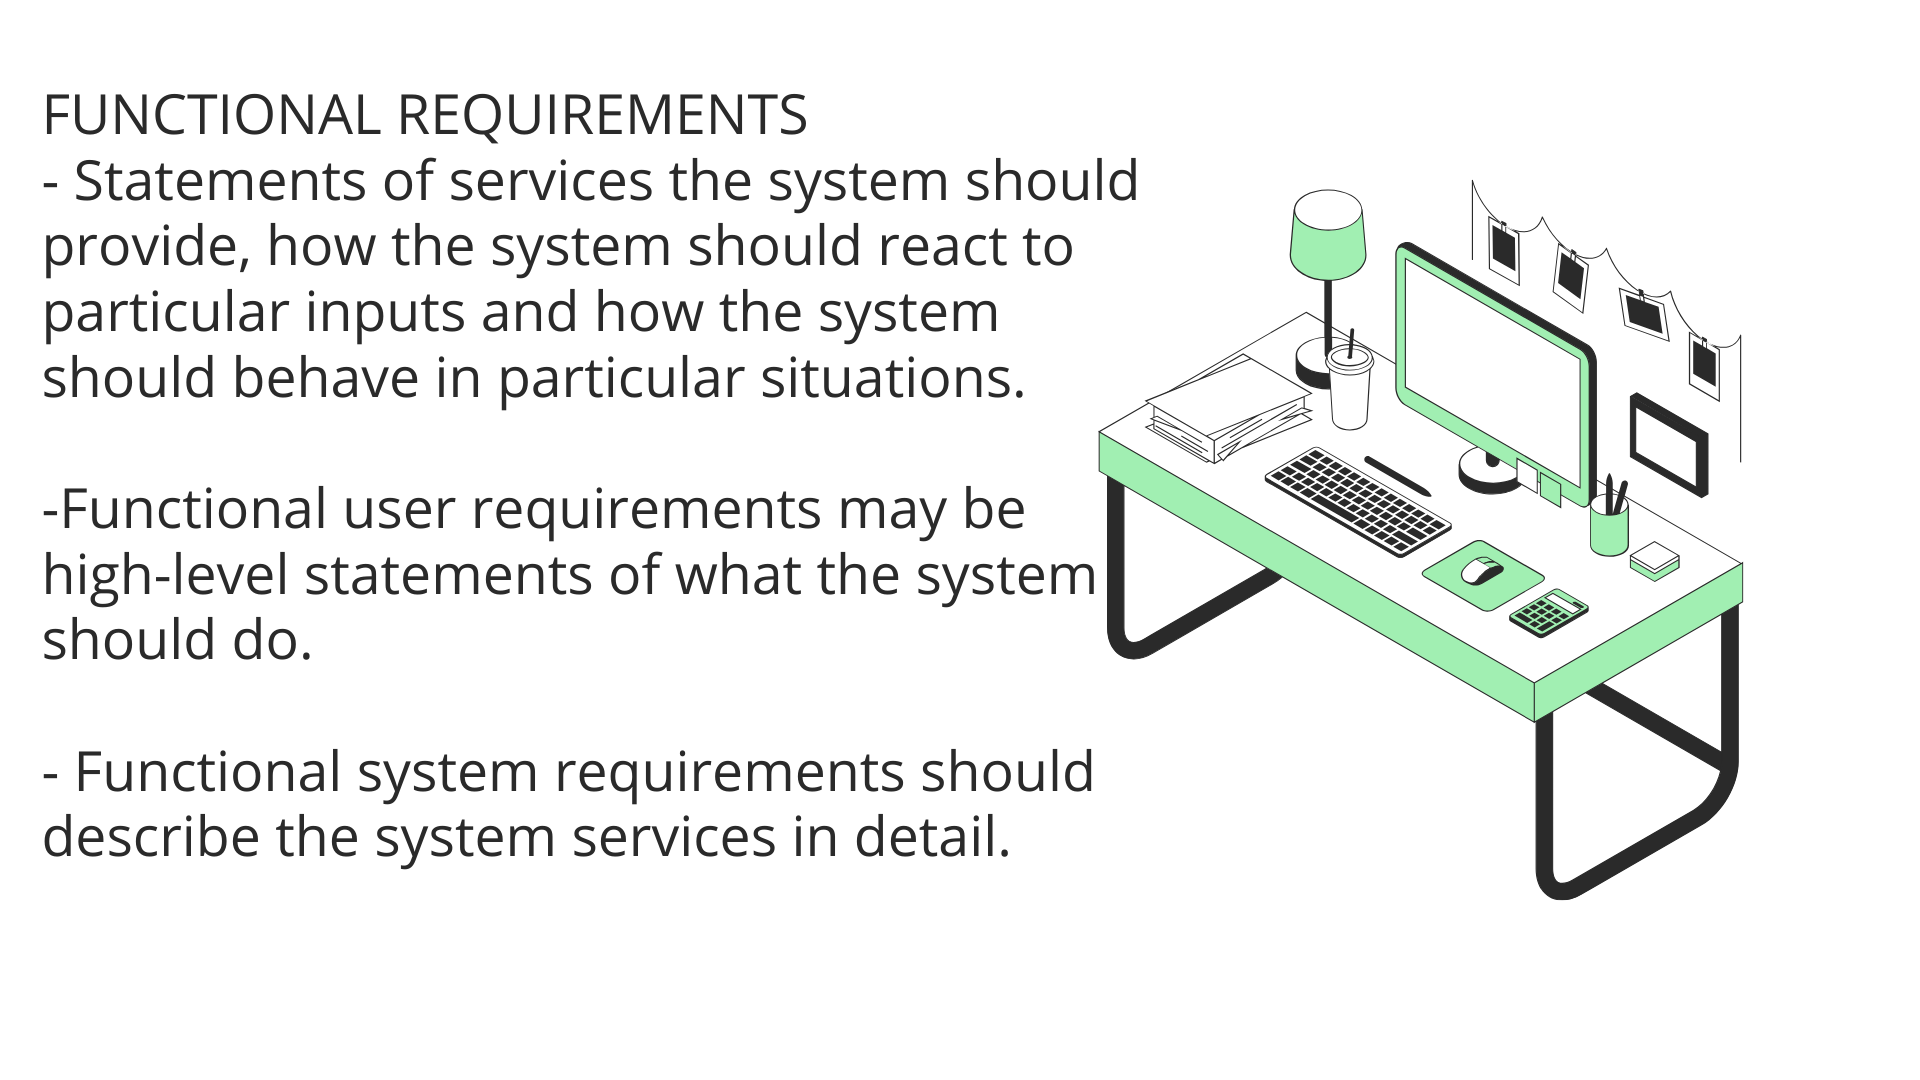 FUNCTIONAL REQUIREMENTS
- Statements of services the system should
provide, how the system should react to
particular inputs and how the system
should behave in particular situations.
-Functional user requirements may be
high-level statements of what the system
should do.
- Functional system requirements should
describe the system services in detail.